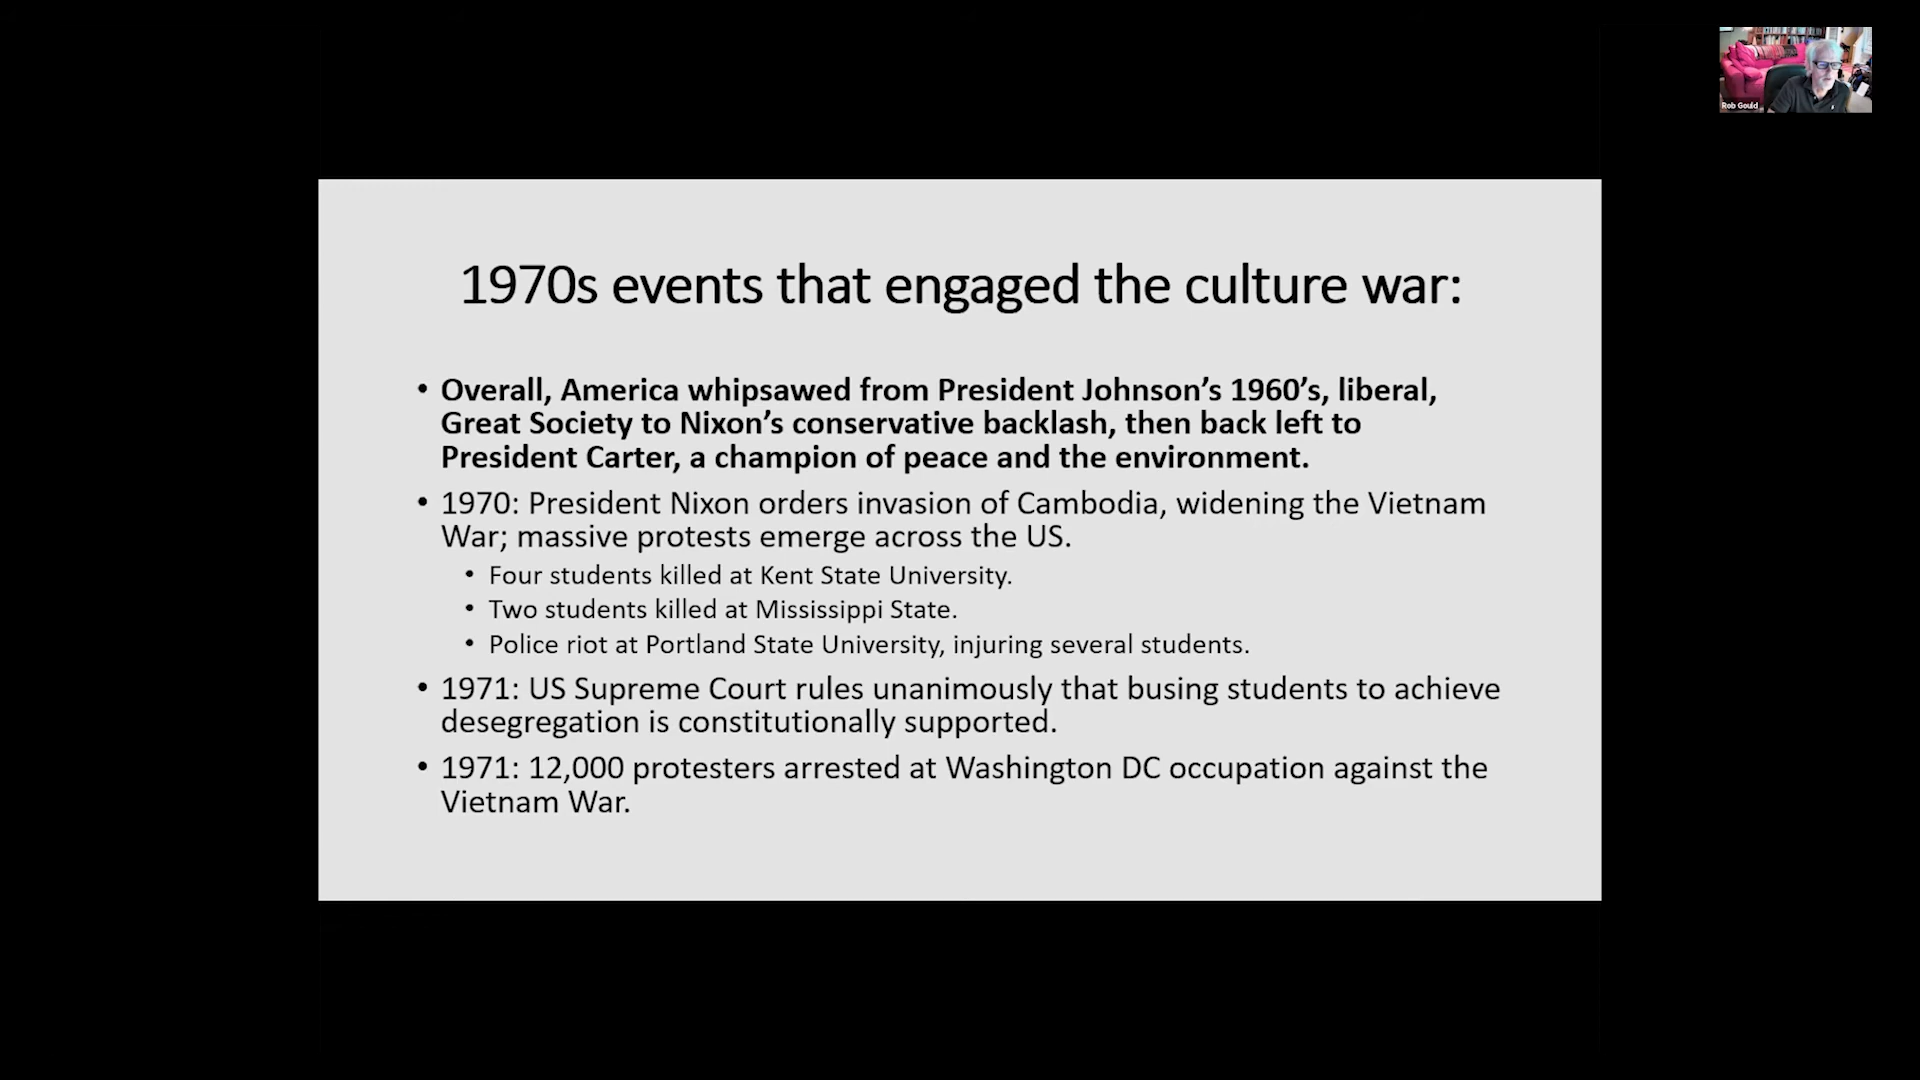 Rob Gould
1970s events that engaged the culture war:
• Overall, America whipsawed from President Johnson’s 1960’s, liberal,
Great Society to Nixon’s conservative backlash, then back left to
President Carter, a champion of peace and the environment.
• 1970: President Nixon orders invasion of Cambodia, widening the Vietnam
War; massive protests emerge across the US.
• Four students killed at Kent State University.
• Two students killed at Mississippi State.
• Police riot at Portland State University, injuring several students.
• 1971: US Supreme Court rules unanimously that busing students to achieve
desegregation is constitutionally supported.
• 1971: 12,000 protesters arrested at Washington DC occupation against the
Vietnam War.